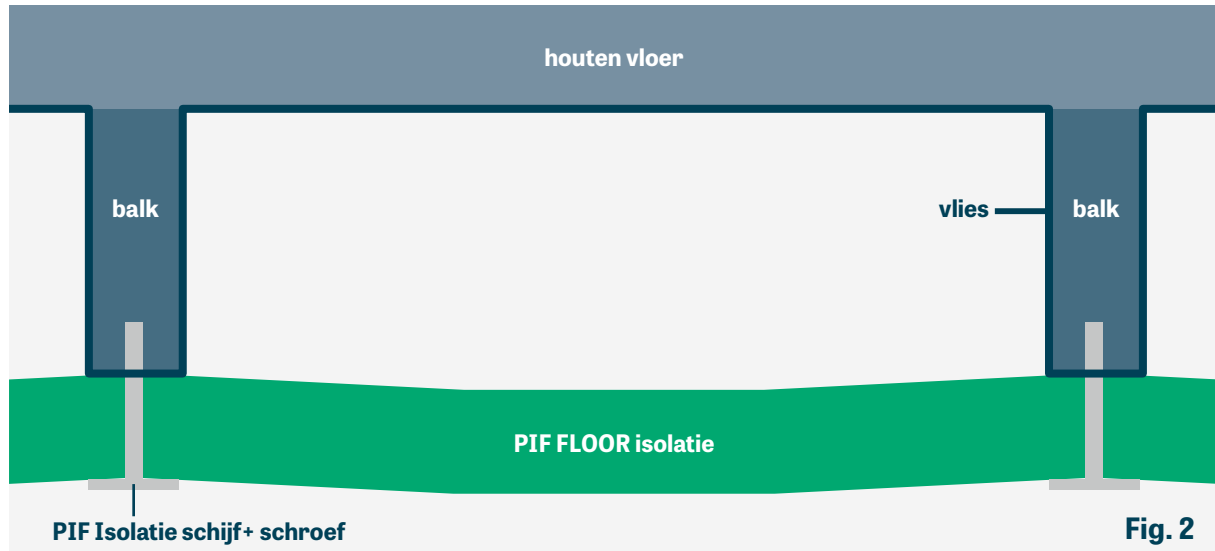 houten vloer
balk
vlies
balk
PIF FLOOR isolatie
PIF Isolatie schijf+ schroef
Fig. 2